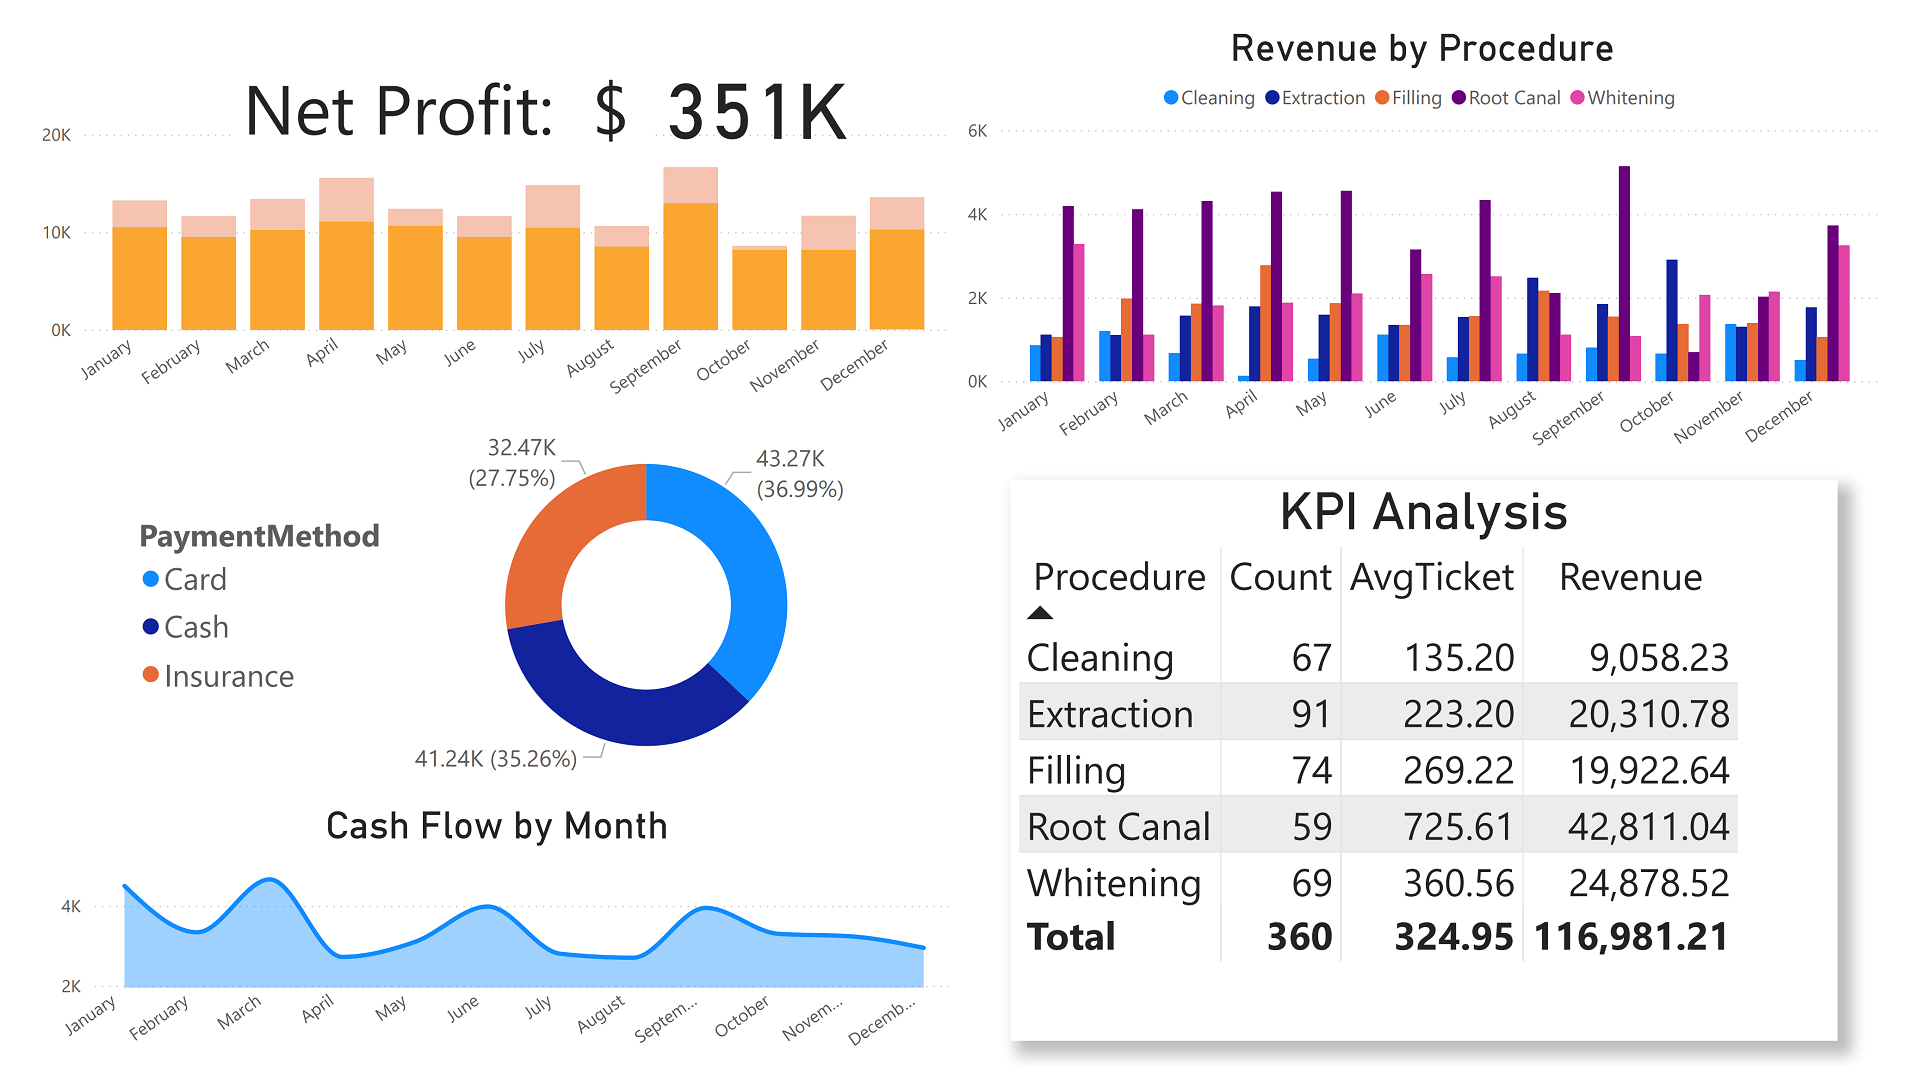 Net Profit: $ 351K
20K
10K
0K
January
February
March
April
May
June
July
August
September
October
November
December
Revenue by Procedure
Cleaning Extraction Filling Root Canal Whitening
6K
4K
2K
0K
January
February
March
April
May
June
July
August
September
October
November
December
PaymentMethod
Card
Cash
Insurance
32.47K
(27.75%)
43.27K
(36.99%)
41.24K (35.26%)
Cash Flow by Month
4K
2K
January
February
March
April
May
June
July
August
Septem...
October
Novem...
Decemb...
KPI Analysis
Procedure Count AvgTicket Revenue
Cleaning 67 135.20 9,058.23
Extraction 91 223.20 20,310.78
Filling 74 269.22 19,922.64
Root Canal 59 725.61 42,811.04
Whitening 69 360.56 24,878.52
Total 360 324.95 116,981.21